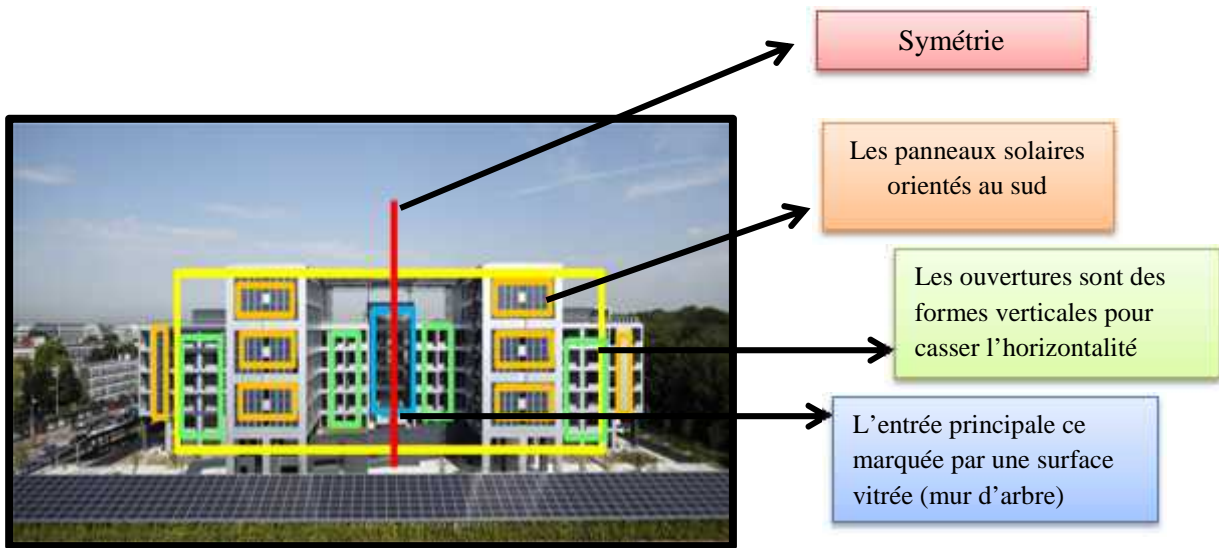 Symétrie
Les panneaux solaires
orientés au sud
Les ouvertures sont des
formes verticales pour
casser l’horizontalité
L’entrée principale ce
marquée par une surface
vitrée (mur d’arbre)